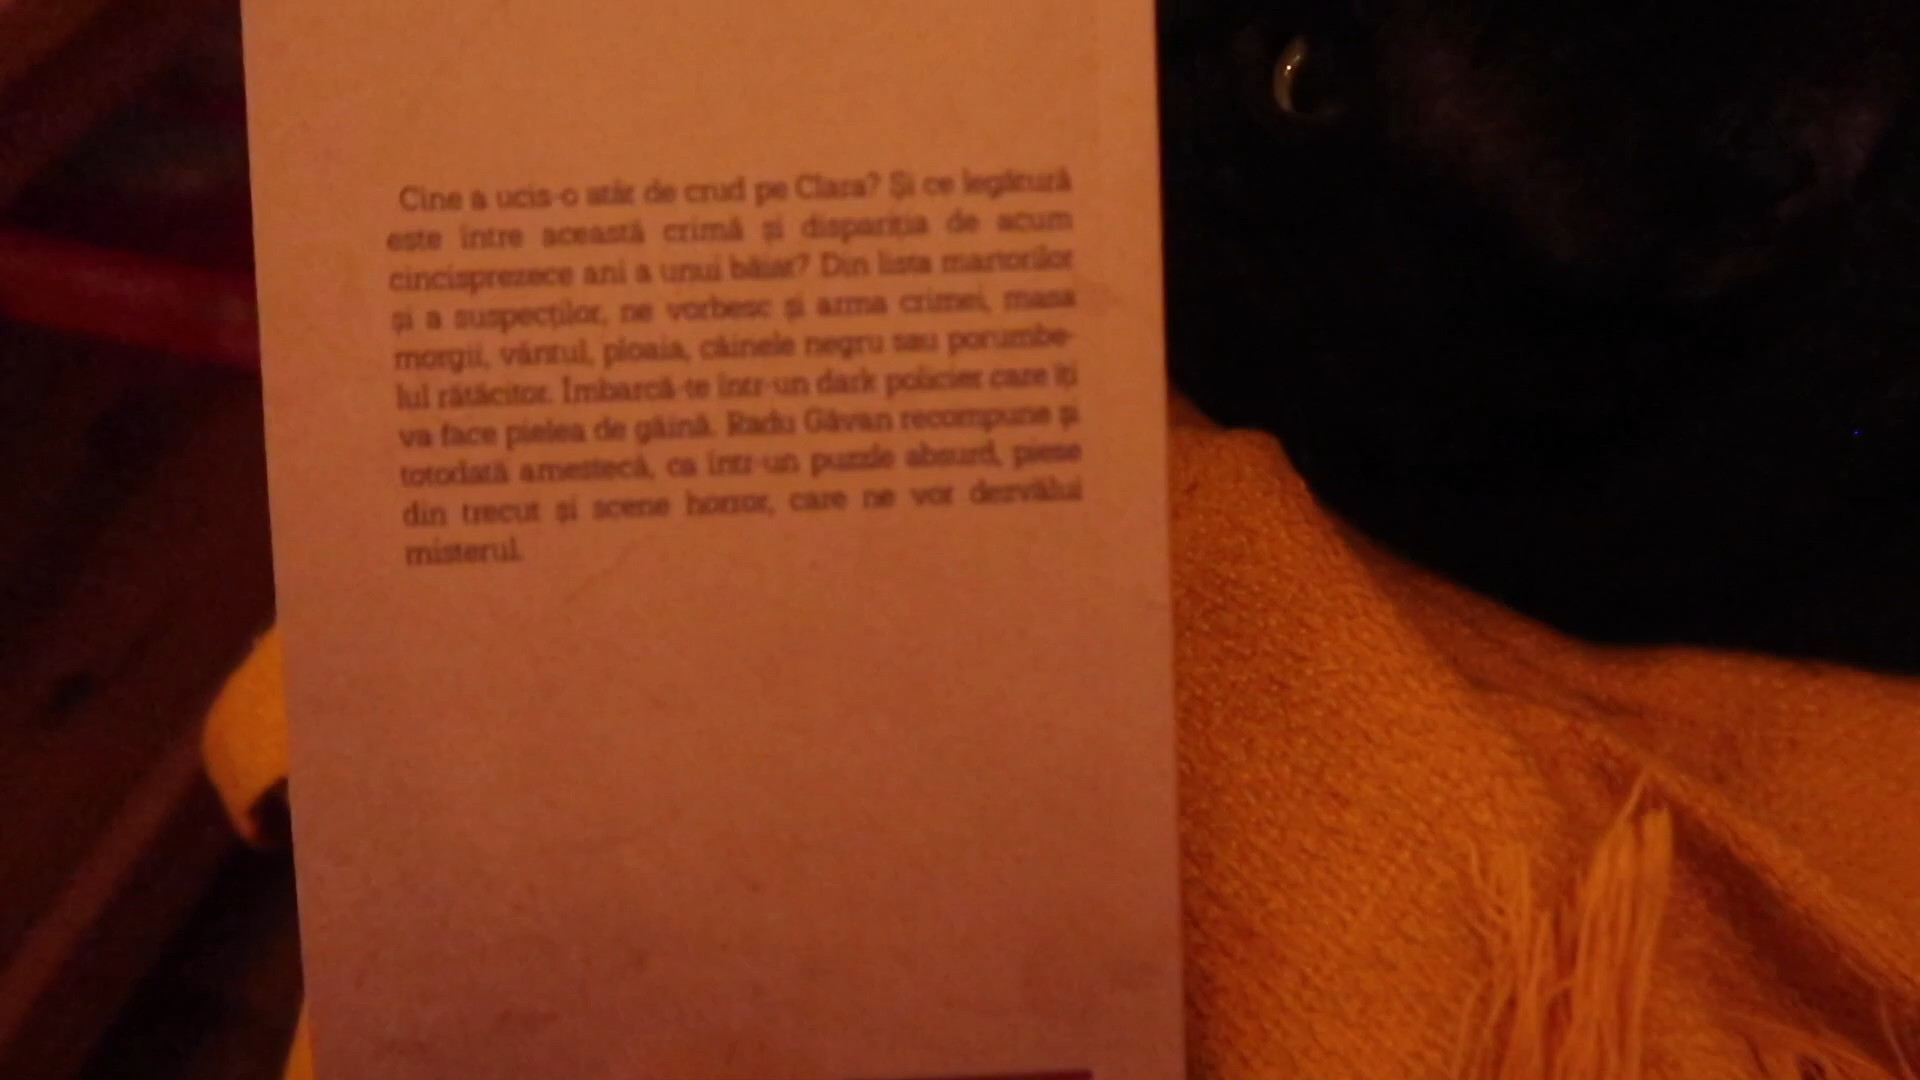 Cine a ucis-o atât de crud pe Clara? Și ce legătură
este între această crimă și dispariția de acum
cincisprezece ani a unui băiat? Din lista martorilor
și a suspecților, ne vorbesc și arma crimei, masa
morgii, vântul, ploaia, câinele negru sau porumbe-
lul rătăcitor. Îmbarcă-te într-un dark polícier care îți
va face pielea de găină. Radu Găvan recompune și
totodată amestecă, ca într-un puzzle absurd, piese
din trecut și scene horror, care ne vor dezvălui
misterul.